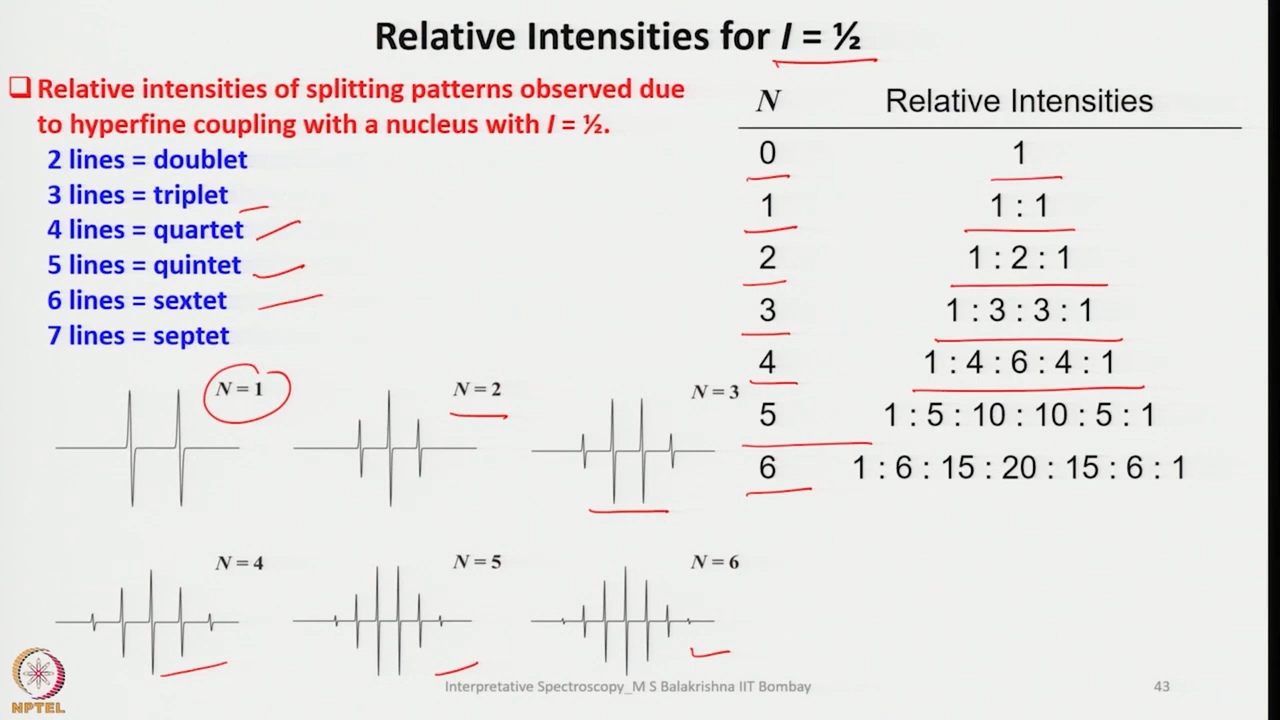 Relative Intensities for I = ½
❑ Relative intensities of splitting patterns observed due
to hyperfine coupling with a nucleus with I = ½.
2 lines = doublet
3 lines = triplet
4 lines = quartet
5 lines = quintet
6 lines = sextet
7 lines = septet
N Relative Intensities
0 1
1 1 : 1
2 1 : 2 : 1
3 1 : 3 : 3 : 1
4 1 : 4 : 6 : 4 : 1
5 1 : 5 : 10 : 10 : 5 : 1
6 1 : 6 : 15 : 20 : 15 : 6 : 1
N = 1
N = 2
N = 3
N = 4
N = 5
N = 6
NPTEL
Interpretative Spectroscopy_M S Balakrishna IIT Bombay
43